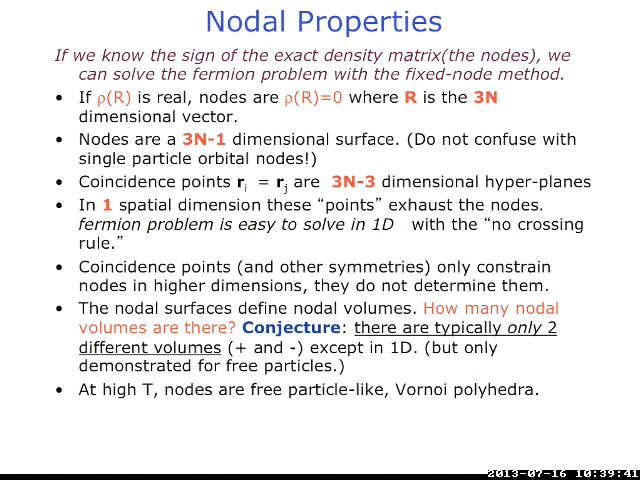 Nodal Properties
If we know the sign of the exact density matrix(the nodes), we
can solve the fermion problem with the fixed-node method.
• If ρ(R) is real, nodes are ρ(R)=0 where R is the 3N
dimensional vector.
• Nodes are a 3N-1 dimensional surface. (Do not confuse with
single particle orbital nodes!)
• Coincidence points ri = rj are 3N-3 dimensional hyper-planes
• In 1 spatial dimension these “points” exhaust the nodes.
fermion problem is easy to solve in 1D with the “no crossing
rule.”
• Coincidence points (and other symmetries) only constrain
nodes in higher dimensions, they do not determine them.
• The nodal surfaces define nodal volumes. How many nodal
volumes are there? Conjecture: there are typically only 2
different volumes (+ and -) except in 1D. (but only
demonstrated for free particles.)
• At high T, nodes are free particle-like, Vornoi polyhedra.
2013-07-16 10:39:41